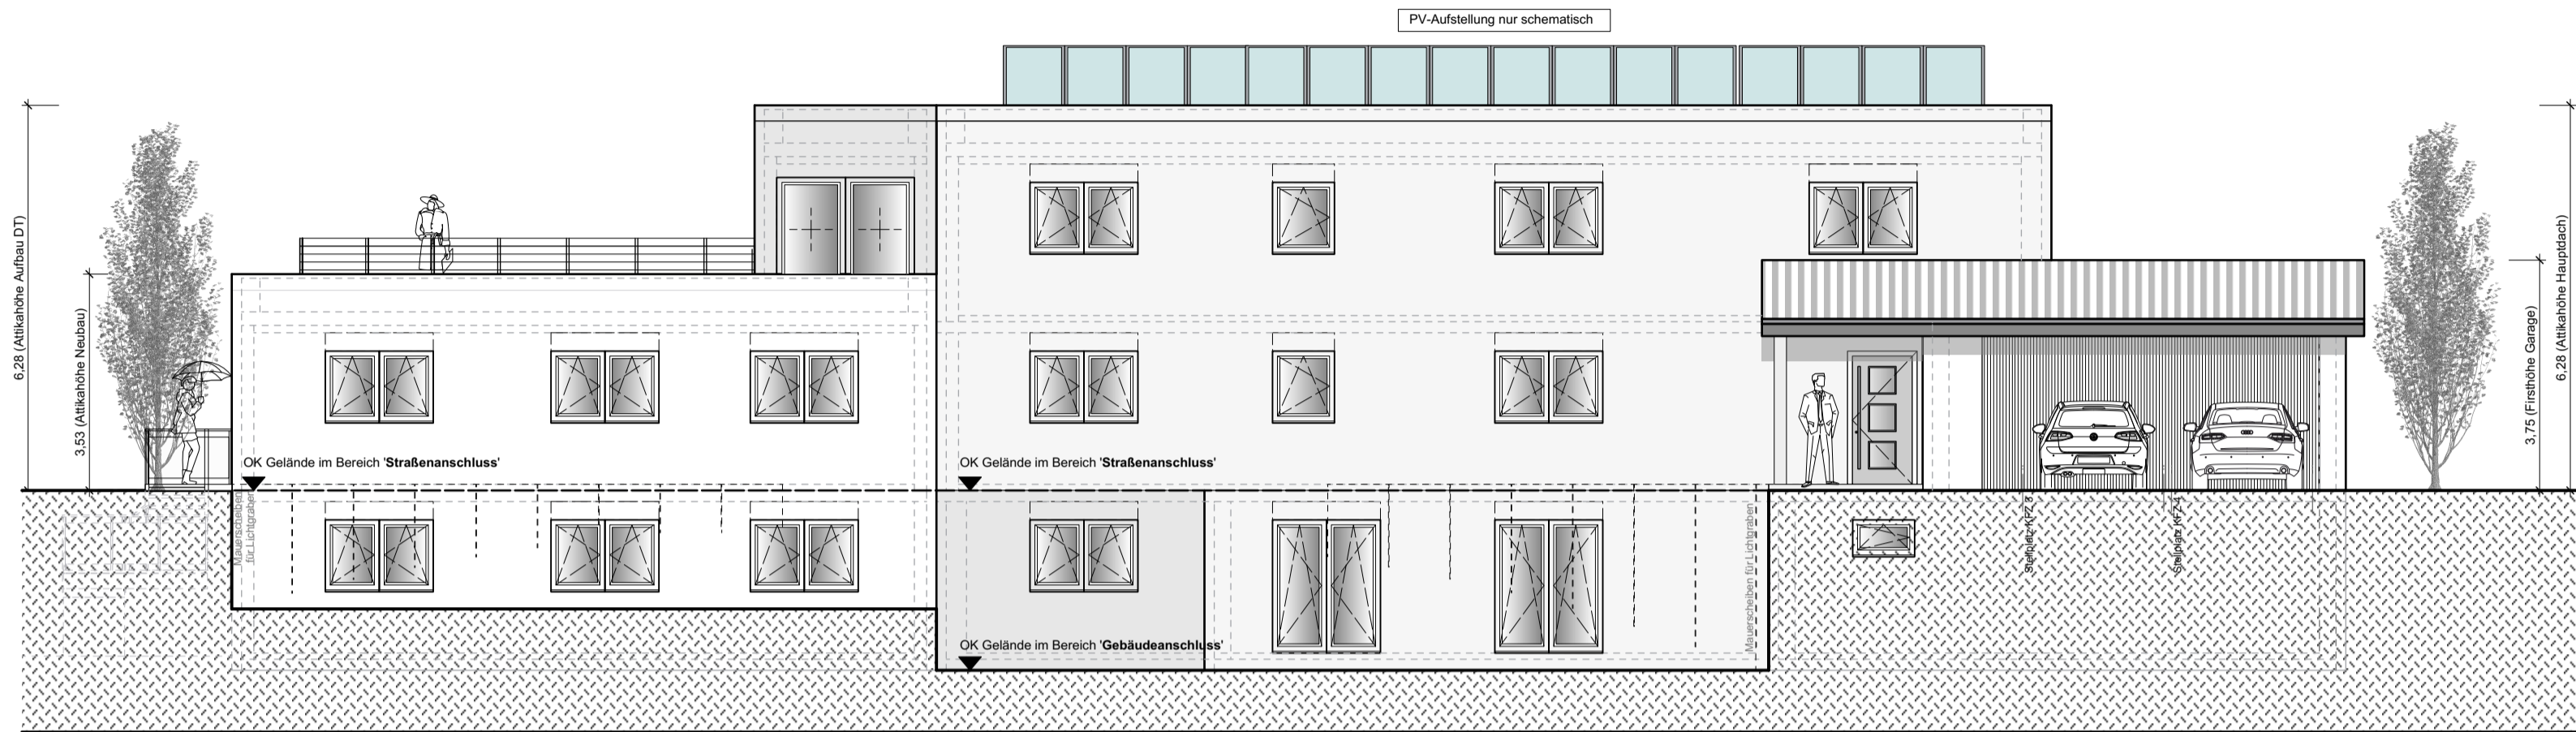 PV-Aufstellung nur schematisch
6,28 (Attikahöhe Aufbau DT)
3,53 (Attikahöhe Neubau)
OK Gelände im Bereich 'Straßenanschluss'
OK Gelände im Bereich 'Straßenanschluss'
3,75 (Firsthöhe Garage)
6,28 (Attikahöhe Hauptdach)
Mauerscheiben
für Lichtgraben
Mauerscheiben für Lichtgraben
Stellplatz KFZ 3
Stellplatz KFZ 4
OK Gelände im Bereich 'Gebäudeanschluss'